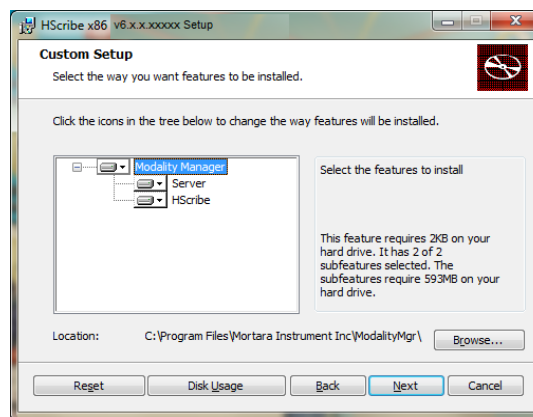 HScribe x86 v6.x.x.xxxxx Setup
Custom Setup
Select the way you want features to be installed.
Click the icons in the tree below to change the way features will be installed.
Modality Manager
Server
HScribe
Select the features to install
This feature requires 2KB on your
hard drive. It has 2 of 2
subfeatures selected. The
subfeatures require 593MB on your
hard drive.
Location: C:\Program Files\Mortara Instrument Inc\ModalityMgr\ Browse...
Reset Disk Usage Back Next Cancel